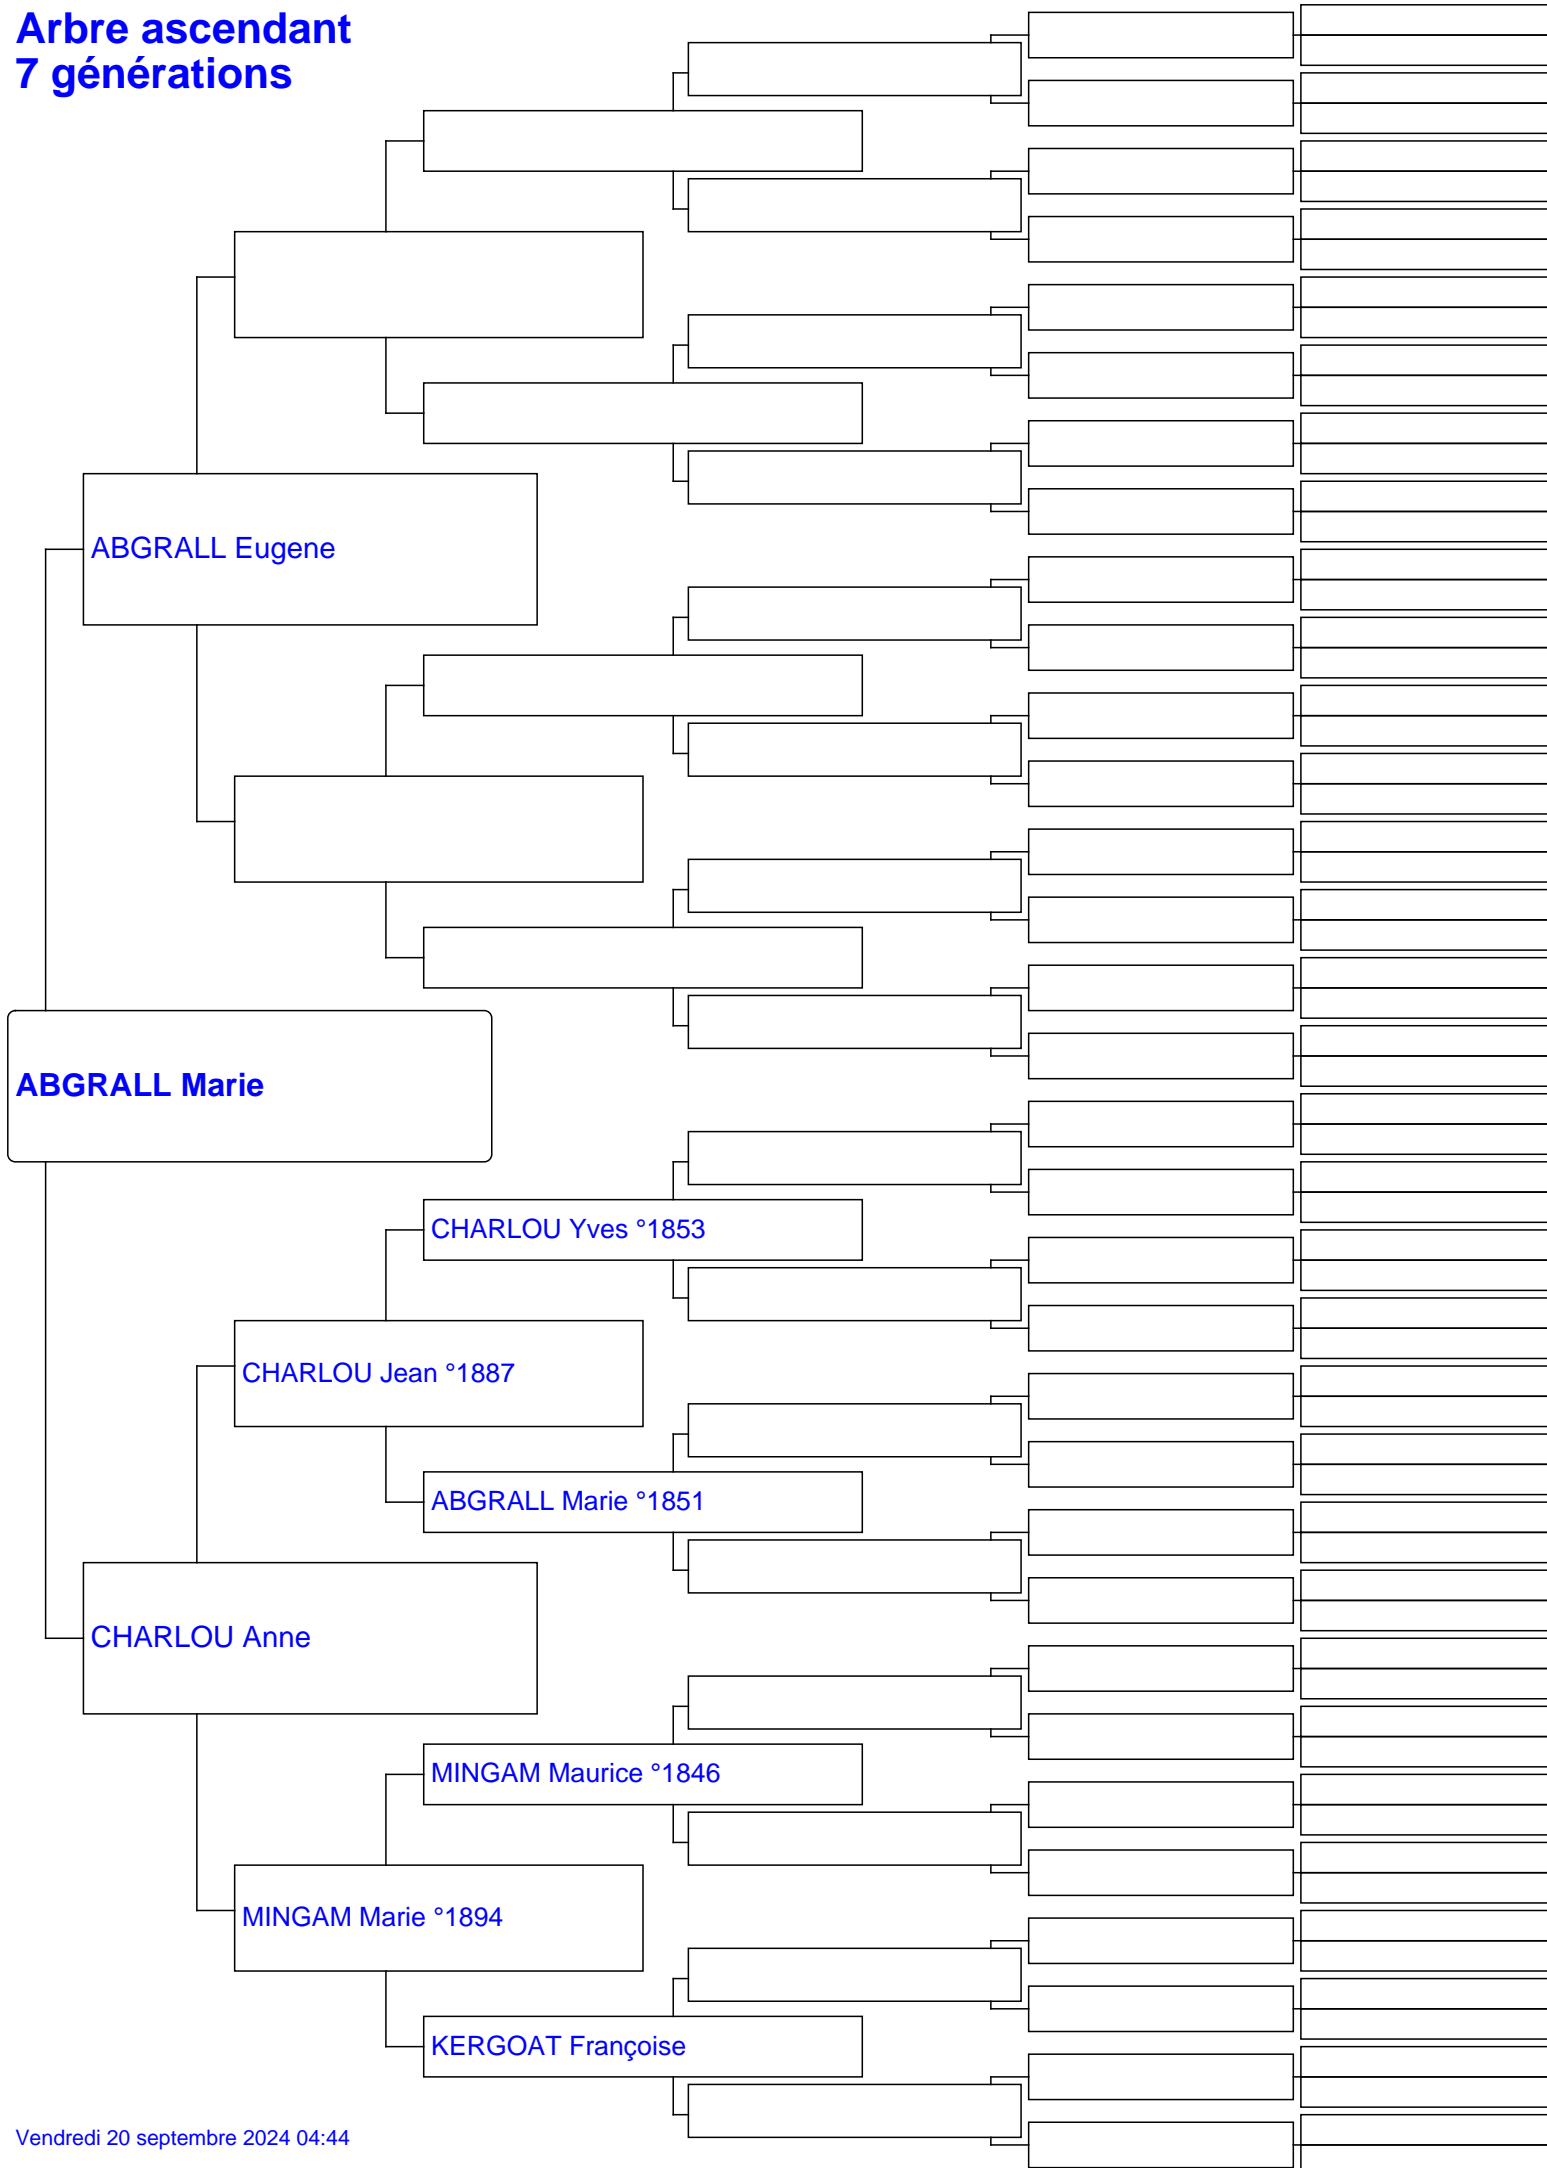 Arbre ascendant
7 générations
ABGRALL Eugene
ABGRALL Marie
CHARLOU Yves °1853
CHARLOU Jean °1887
ABGRALL Marie °1851
CHARLOU Anne
MINGAM Maurice °1846
MINGAM Marie °1894
KERGOAT Françoise
Vendredi 20 septembre 2024 04:44